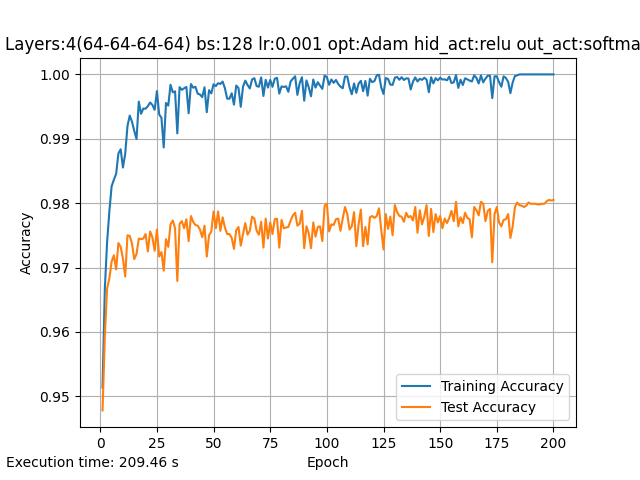 Layers:4(64-64-64-64) bs:128 lr:0.001 opt:Adam hid_act:relu out_act:softma
1.00
0.99
0.98
0.97
0.96
0.95
Accuracy
Training Accuracy
Test Accuracy
0 25 50 75 100 125 150 175 200
Execution time: 209.46 s
Epoch